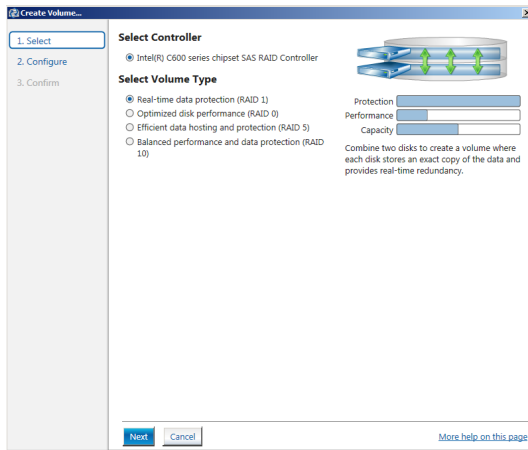 Create Volume...
1. Select
2. Configure
3. Confirm
Select Controller
Intel(R) C600 series chipset SAS RAID Controller
Select Volume Type
Real-time data protection (RAID 1)
Optimized disk performance (RAID 0)
Efficient data hosting and protection (RAID 5)
Balanced performance and data protection (RAID
10)
Protection
Performance
Capacity
Combine two disks to create a volume where
each disk stores an exact copy of the data and
provides real-time redundancy.
Next
Cancel
More help on this page